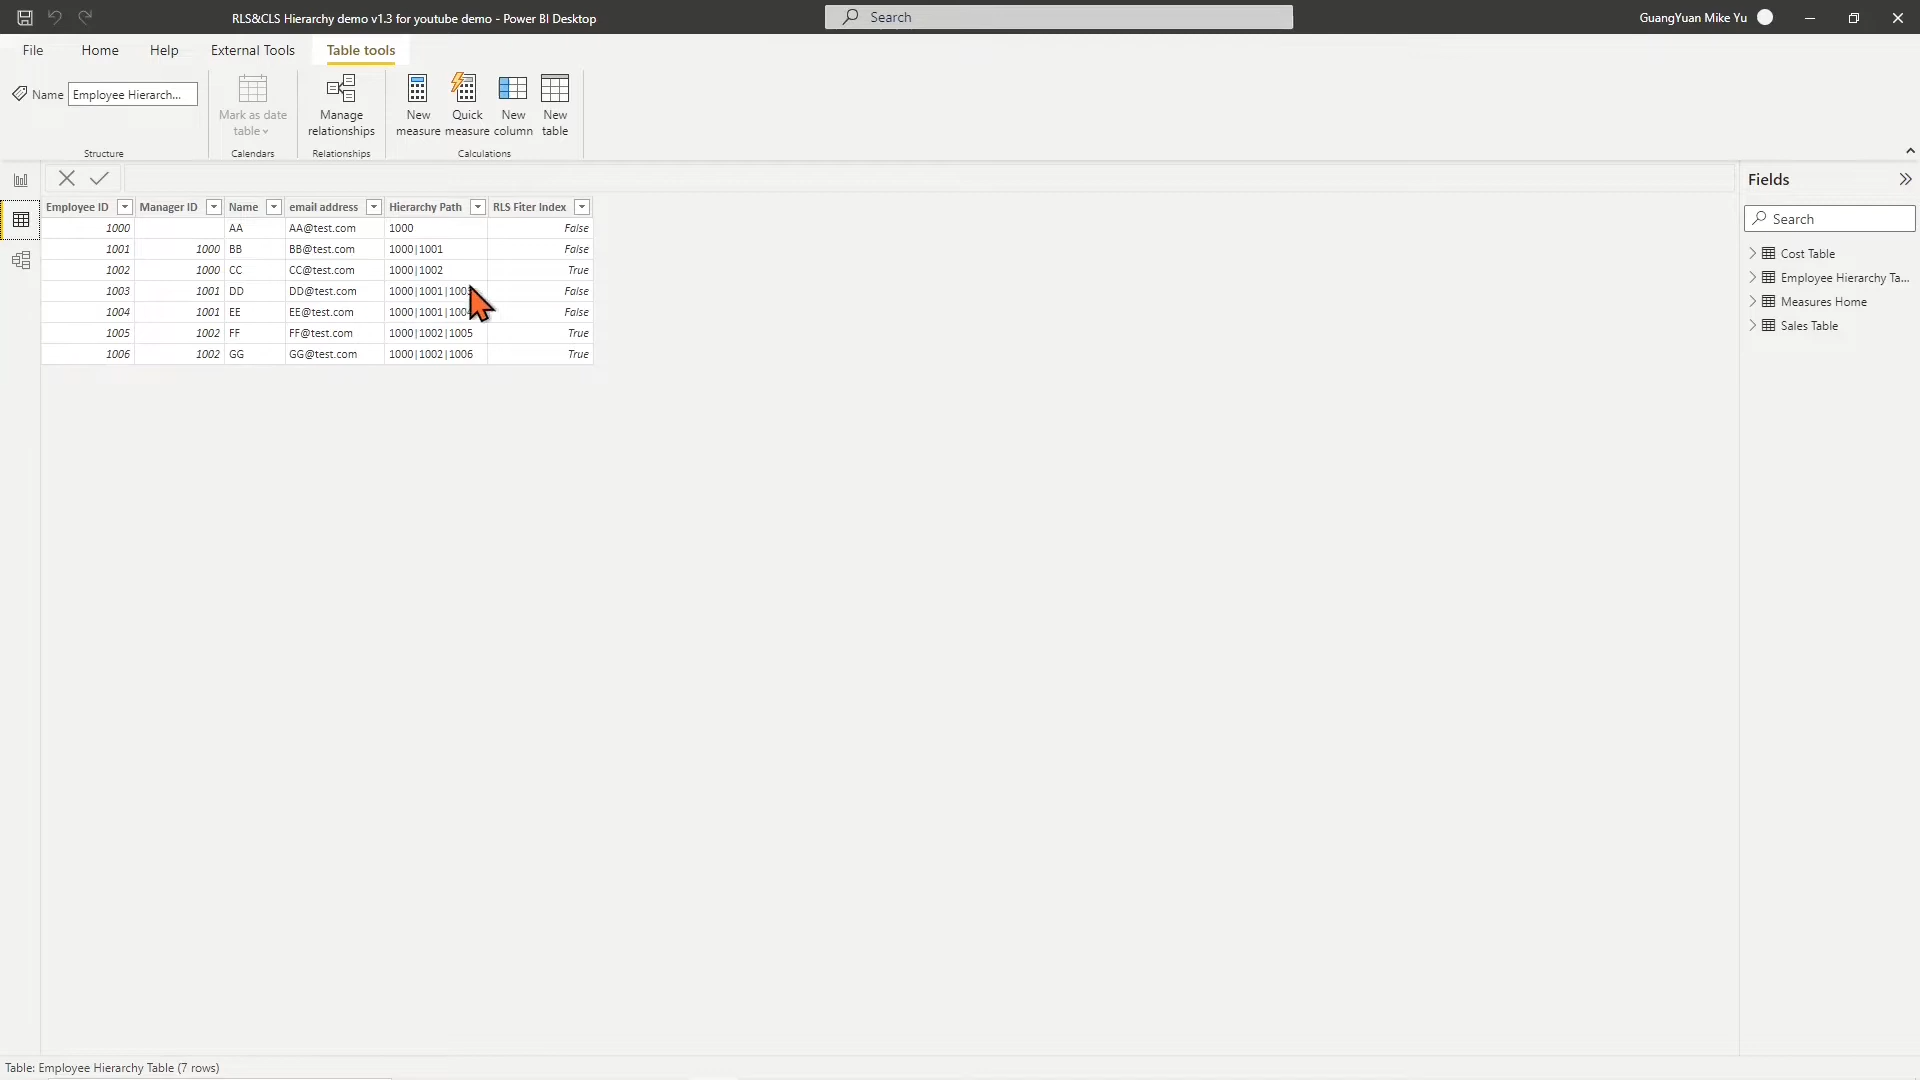 RLS&CLS Hierarchy demo v1.3 for youtube demo - Power BI Desktop
Search
GuangYuan Mike Yu
File Home Help External Tools Table tools
Name Employee Hierarch...
Mark as date table
Manage relationships
New measure
Quick measure
New column
New table
Structure Calendars Relationships Calculations
Fields
Search
Cost Table
Employee Hierarchy Ta...
Measures Home
Sales Table
Employee ID Manager ID Name email address Hierarchy Path RLS Fiter Index
1000 AA AA@test.com 1000 False
1001 1000 BB BB@test.com 1000|1001 False
1002 1000 CC CC@test.com 1000|1002 True
1003 1001 DD DD@test.com 1000|1001|1003 False
1004 1001 EE EE@test.com 1000|1001|1004 False
1005 1002 FF FF@test.com 1000|1002|1005 True
1006 1002 GG GG@test.com 1000|1002|1006 True
Table: Employee Hierarchy Table (7 rows)